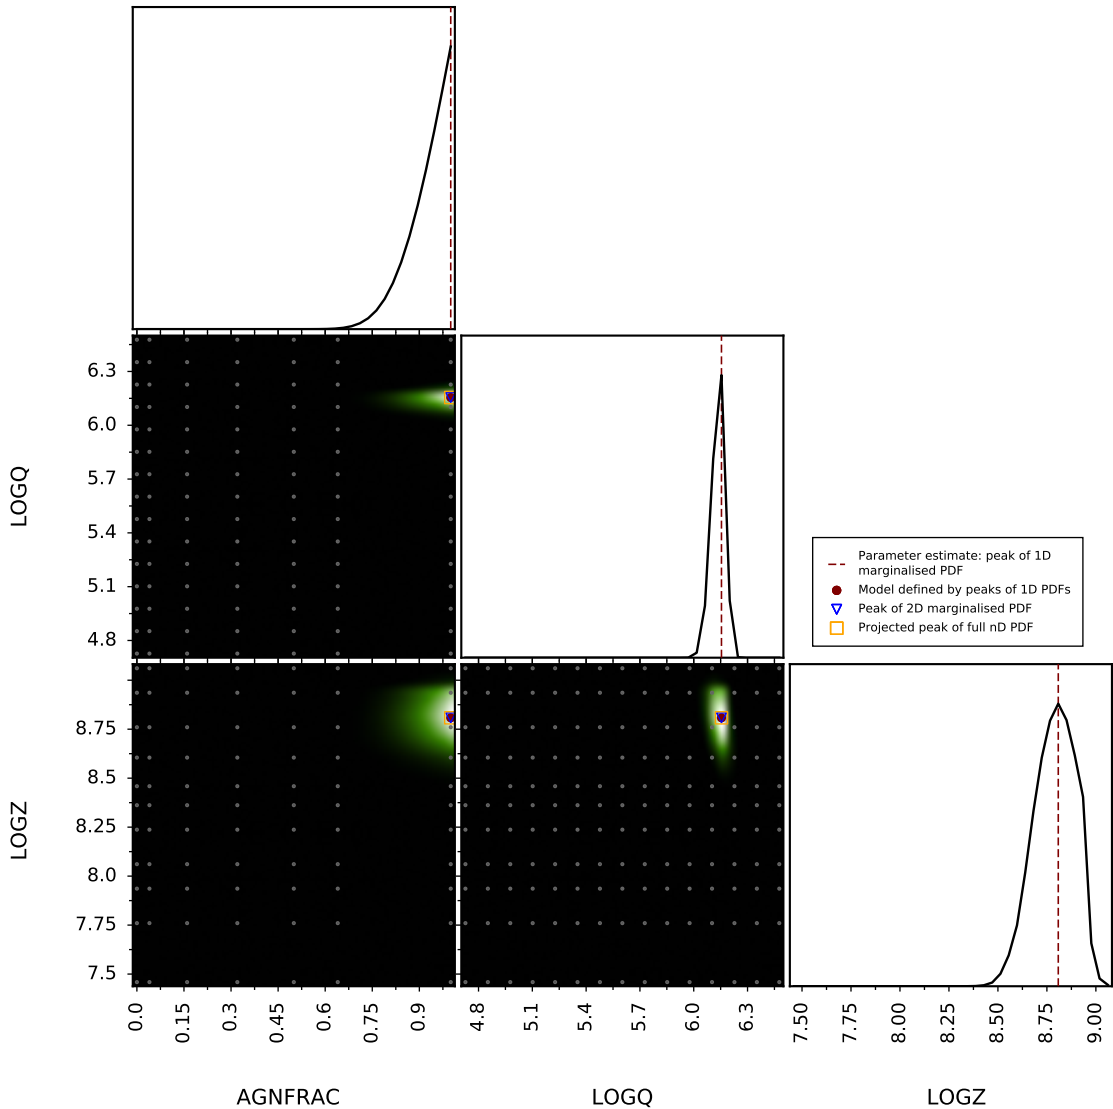 6.3
6.0
5.7
5.4
5.1
4.8
LOGQ
Parameter estimate: peak of 1D
marginalised PDF
Model defined by peaks of 1D PDFs
Peak of 2D marginalised PDF
Projected peak of full nD PDF
8.75
8.5
8.25
8.0
7.75
7.5
LOGZ
0.0 0.15 0.3 0.45 0.6 0.75 0.9
4.8 5.1 5.4 5.7 6.0 6.3
7.50 7.75 8.00 8.25 8.50 8.75 9.00
AGNFRAC LOGQ LOGZ